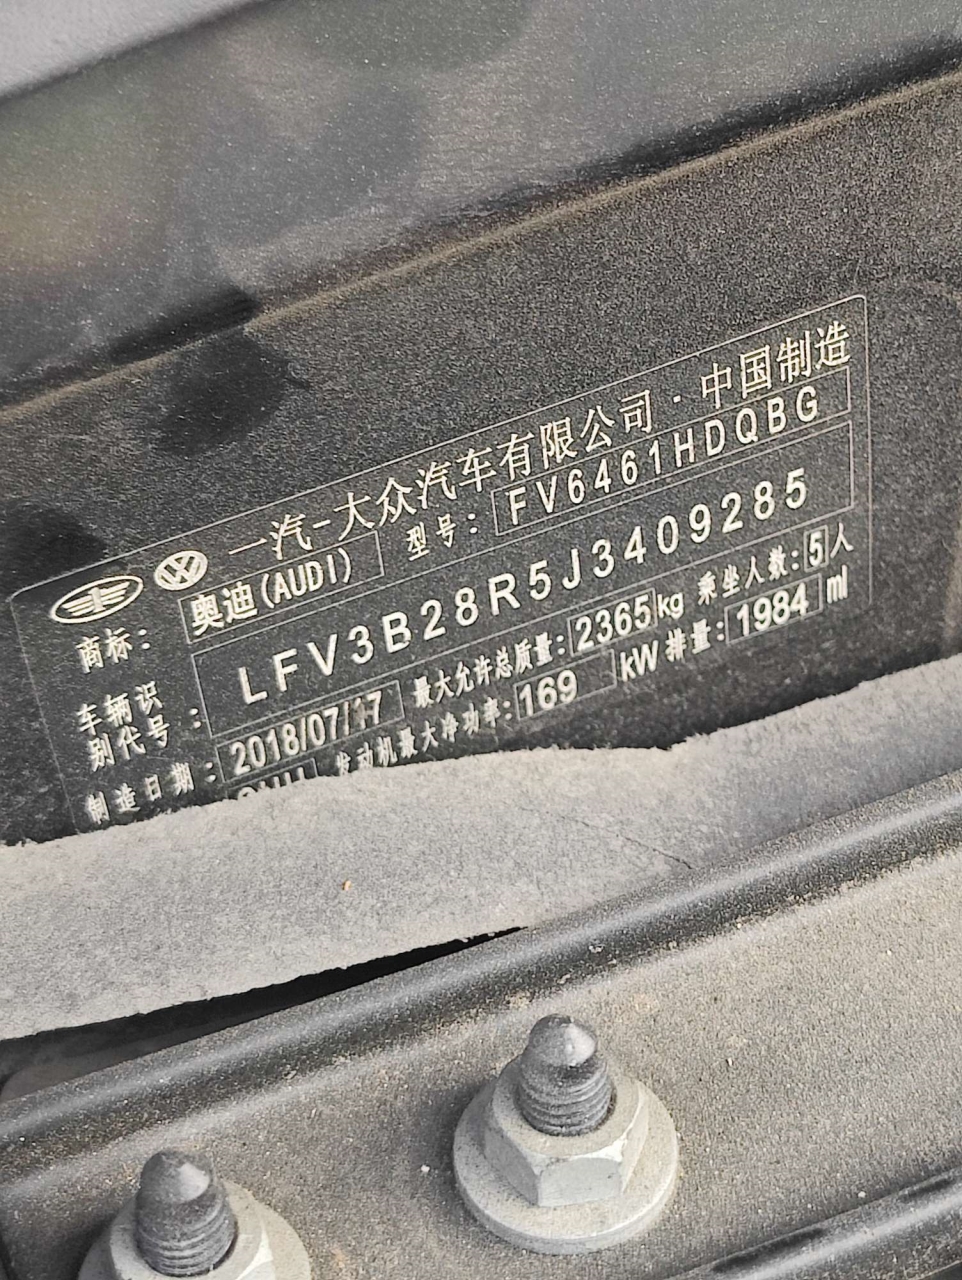 一汽-大众汽车有限公司·中国制造
商标：奥迪(AUDI) 型号：FV6461HDQBG
车辆识别代号：LFV3B28R5J3409285
制造日期：2018/07/17 最大允许总质量：2365kg 乘坐人数：5人
发动机最大净功率：169 kW 排量：1984 ml